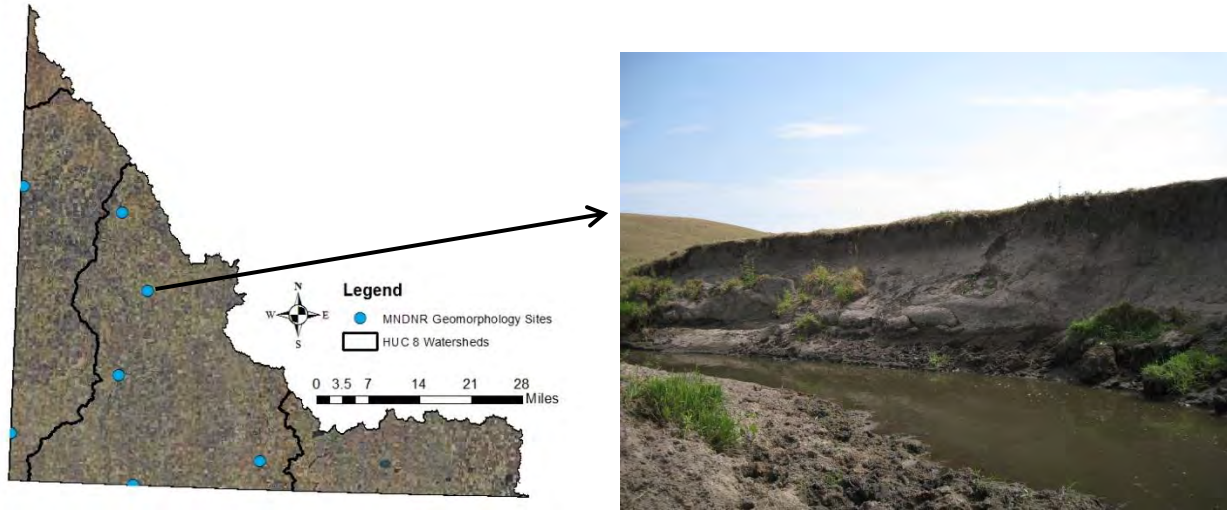 N
W E
S
Legend
MNDNR Geomorphology Sites
HUC 8 Watersheds
0 3.5 7 14 21 28
Miles